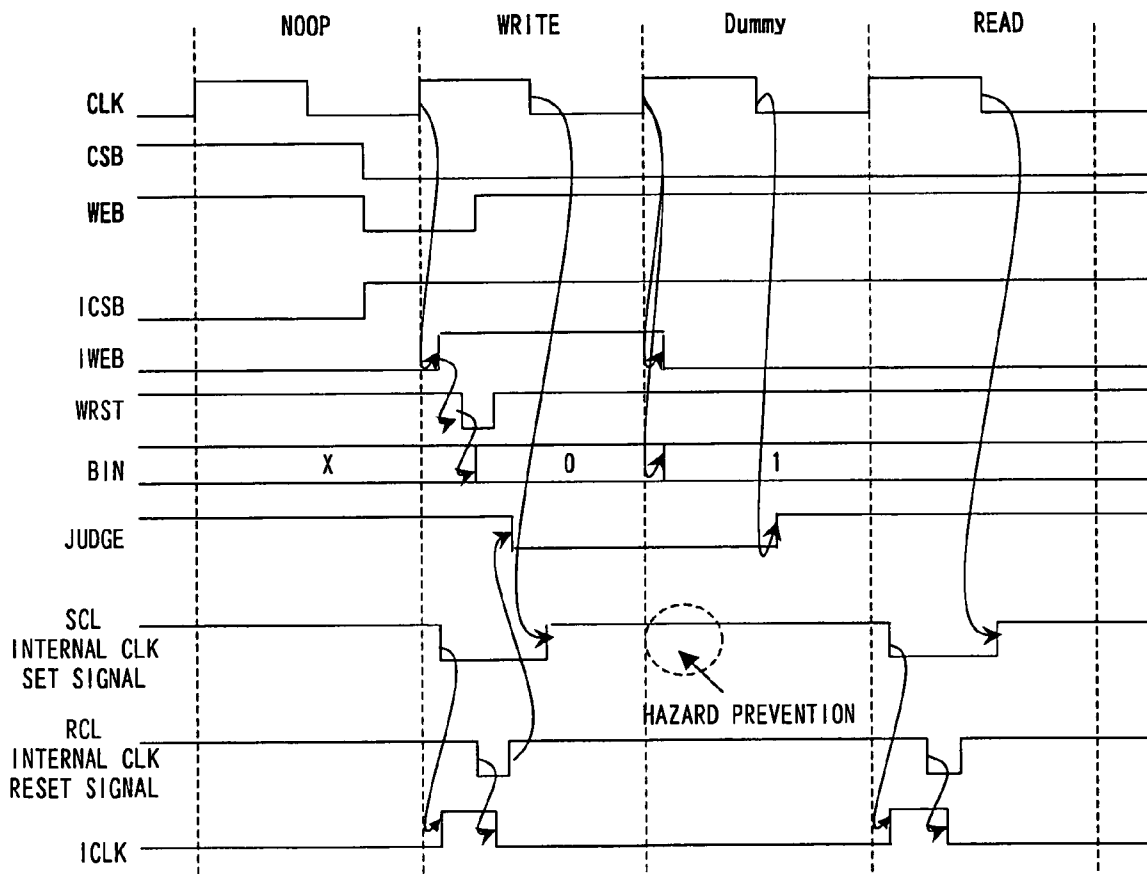 NOOP WRITE Dummy READ
CLK
CSB
WEB
ICSB
IWEB
WRST
BIN X 0 1
JUDGE
SCL
INTERNAL CLK
SET SIGNAL
HAZARD PREVENTION
RCL
INTERNAL CLK
RESET SIGNAL
ICLK